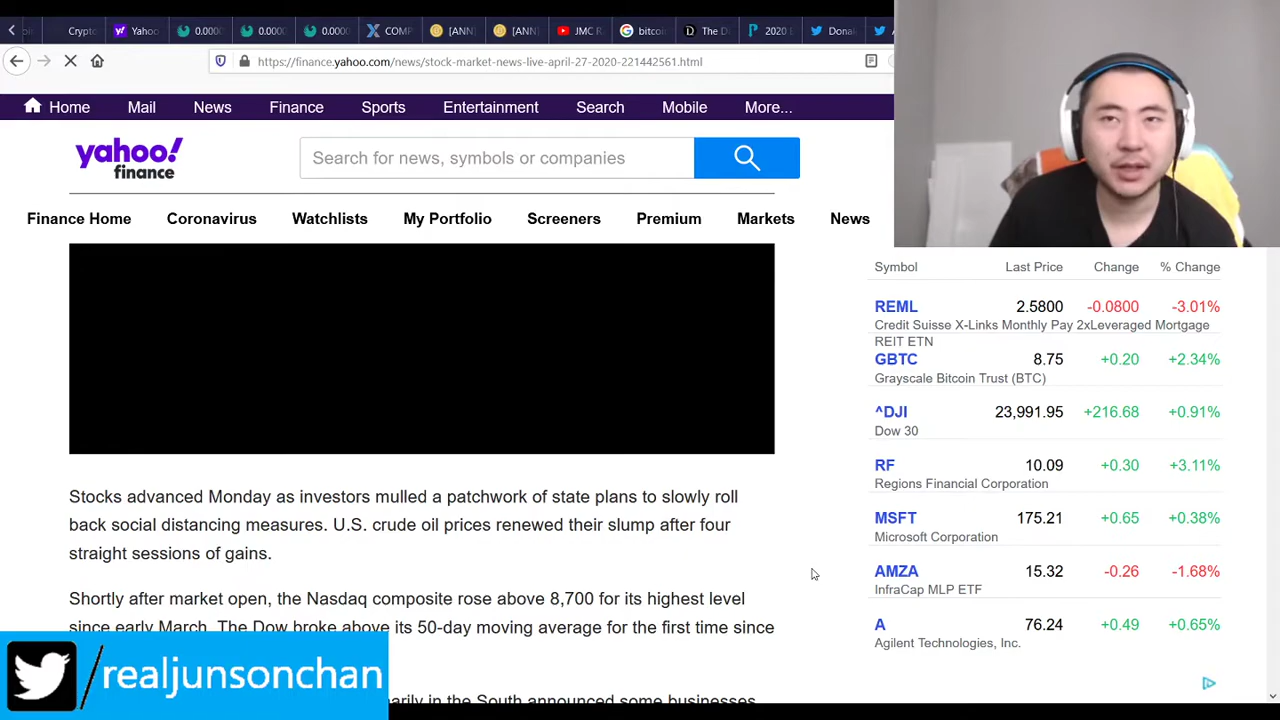 Crypto
Yahoo
0.0000
0.0000
0.0000
COMP
[ANN]
[ANN]
JMC R
bitcoi
The D
2020 E
Donal
https://finance.yahoo.com/news/stock-market-news-live-april-27-2020-221442561.html
Home Mail News Finance Sports Entertainment Search Mobile More...
yahoo!
finance
Search for news, symbols or companies
Finance Home Coronavirus Watchlists My Portfolio Screeners Premium Markets News
Symbol Last Price Change % Change
REML 2.5800 -0.0800 -3.01%
Credit Suisse X-Links Monthly Pay 2xLeveraged Mortgage
REIT ETN
GBTC 8.75 +0.20 +2.34%
Grayscale Bitcoin Trust (BTC)
^DJI 23,991.95 +216.68 +0.91%
Dow 30
RF 10.09 +0.30 +3.11%
Regions Financial Corporation
MSFT 175.21 +0.65 +0.38%
Microsoft Corporation
AMZA 15.32 -0.26 -1.68%
InfraCap MLP ETF
A 76.24 +0.49 +0.65%
Agilent Technologies, Inc.
Stocks advanced Monday as investors mulled a patchwork of state plans to slowly roll
back social distancing measures. U.S. crude oil prices renewed their slump after four
straight sessions of gains.
Shortly after market open, the Nasdaq composite rose above 8,700 for its highest level
since early March. The Dow broke above its 50-day moving average for the first time since
in the South announced some businesses
realjunsonchan